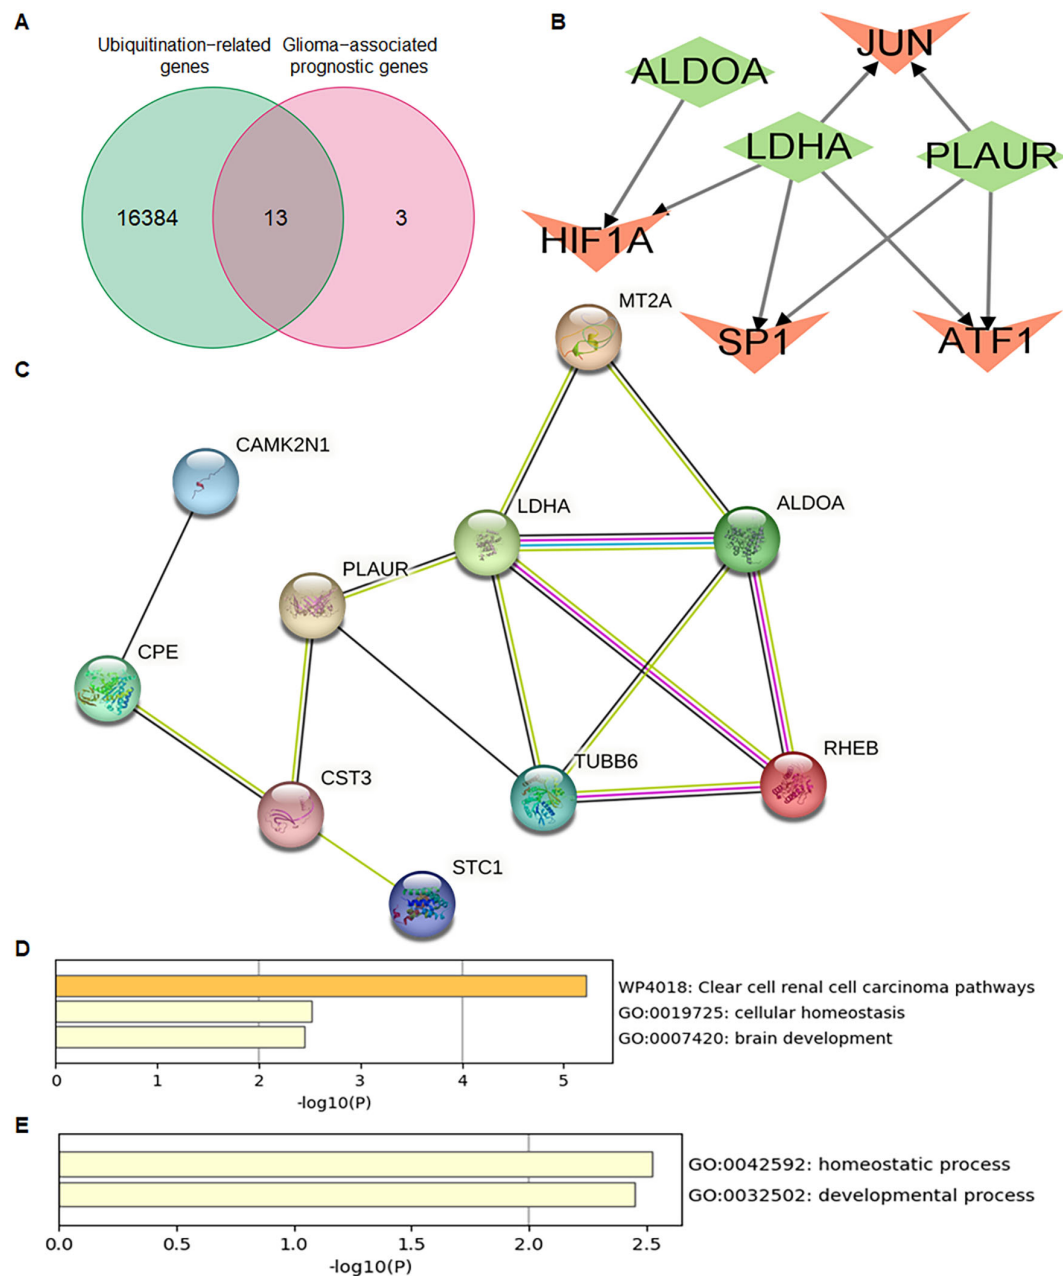 A
Ubiquitination-related
genes
Glioma-associated
prognostic genes
16384
13
3
B
JUN
ALDOA
LDHA
PLAUR
HIF1A
SP1
ATF1
C
MT2A
CAMK2N1
LDHA
ALDOA
PLAUR
CPE
CST3
TUBB6
RHEB
STC1
D
WP4018: Clear cell renal cell carcinoma pathways
GO:0019725: cellular homeostasis
GO:0007420: brain development
0 1 2 3 4 5
-log10(P)
E
GO:0042592: homeostatic process
GO:0032502: developmental process
0.0 0.5 1.0 1.5 2.0 2.5
-log10(P)